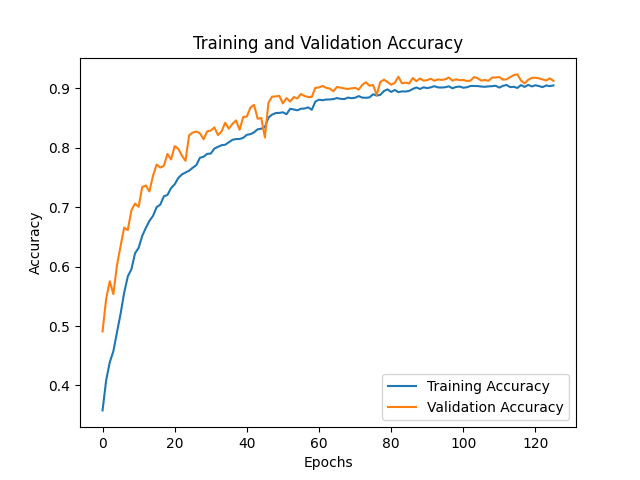 Training and Validation Accuracy
Accuracy
0.9
0.8
0.7
0.6
0.5
0.4
Training Accuracy
Validation Accuracy
0 20 40 60 80 100 120
Epochs